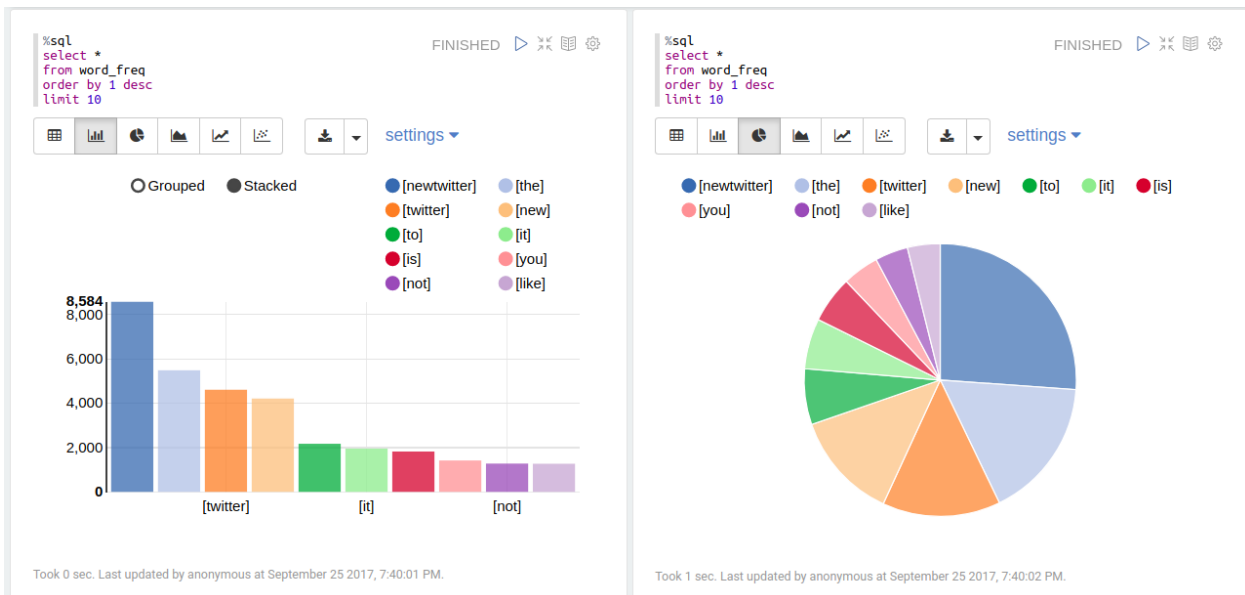 %sql
select *
from word_freq
order by 1 desc
limit 10
FINISHED
settings
Grouped Stacked
[newtwitter] [the]
[twitter] [new]
[to] [it]
[is] [you]
[not] [like]
8,584
8,000
6,000
4,000
2,000
0
[twitter] [it] [not]
Took 0 sec. Last updated by anonymous at September 25 2017, 7:40:01 PM.
%sql
select *
from word_freq
order by 1 desc
limit 10
FINISHED
settings
[newtwitter] [the] [twitter] [new] [to] [it] [is]
[you] [not] [like]
Took 1 sec. Last updated by anonymous at September 25 2017, 7:40:02 PM.